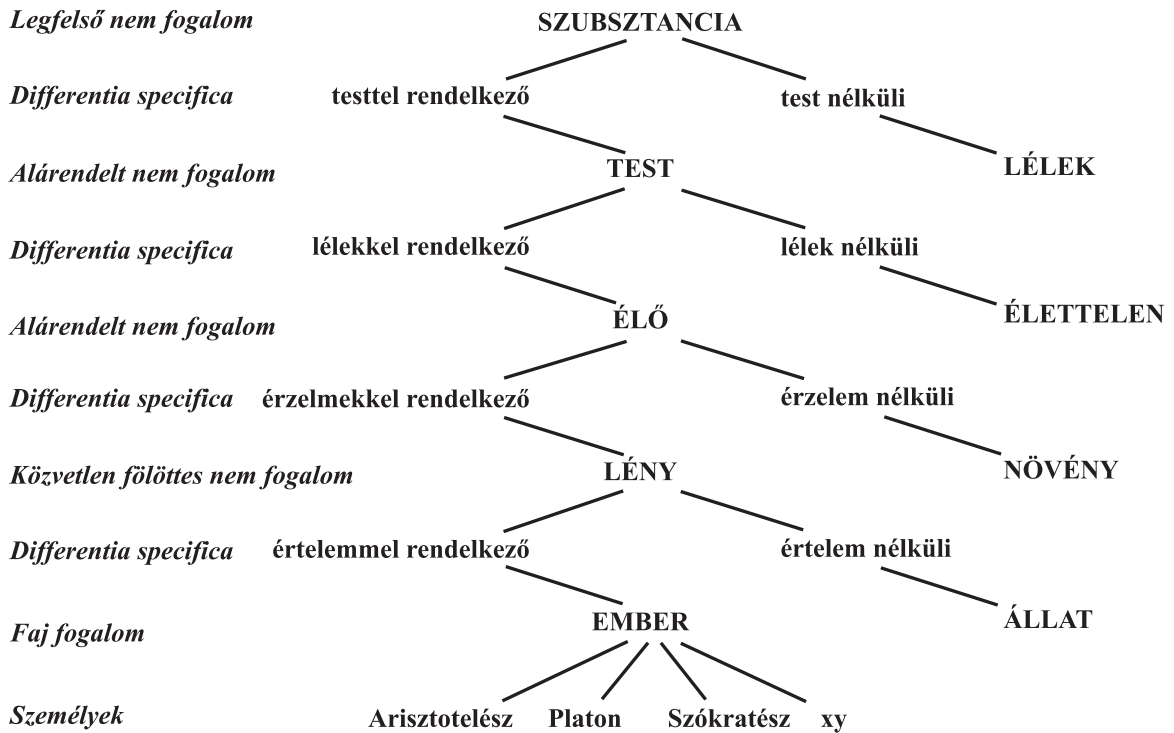 Legfelső nem fogalom SZUBSZTANCIA
Differentia specifica testtel rendelkező test nélküli
Alárendelt nem fogalom TEST LÉLEK
Differentia specifica lélekkel rendelkező lélek nélküli
Alárendelt nem fogalom ÉLŐ ÉLETTELEN
Differentia specifica érzelmekkel rendelkező érzelem nélküli
Közvetlen fölöttes nem fogalom LÉNY NÖVÉNY
Differentia specifica értelemmel rendelkező értelem nélküli
Faj fogalom EMBER ÁLLAT
Személyek Arisztotelész Platon Szókratész xy